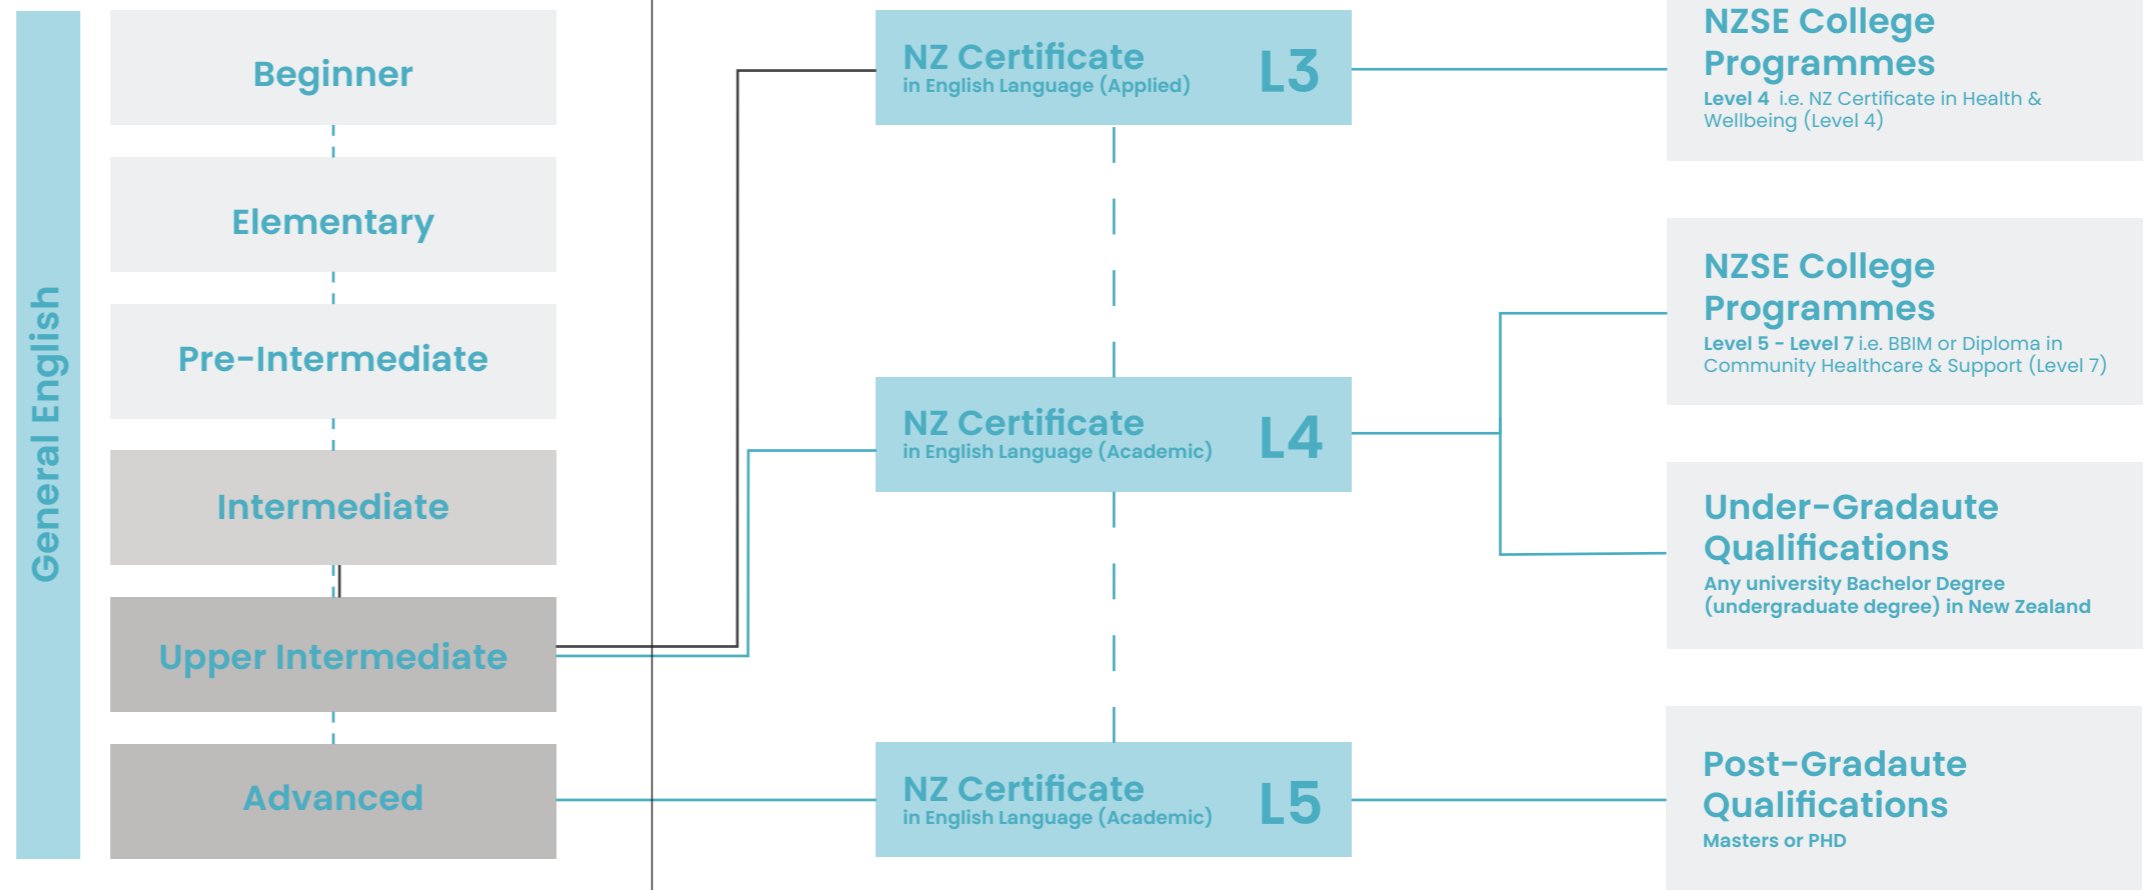 General English
Beginner
Elementary
Pre-Intermediate
Intermediate
Upper Intermediate
Advanced
NZ Certificate
in English Language (Applied)
L3
NZ Certificate
in English Language (Academic)
L4
NZ Certificate
in English Language (Academic)
L5
NZSE College
Programmes
Level 4 i.e. NZ Certificate in Health &
Wellbeing (Level 4)
NZSE College
Programmes
Level 5 - Level 7 i.e. BBIM or Diploma in
Community Healthcare & Support (Level 7)
Under-Gradaute
Qualifications
Any university Bachelor Degree
(undergraduate degree) in New Zealand
Post-Gradaute
Qualifications
Masters or PHD